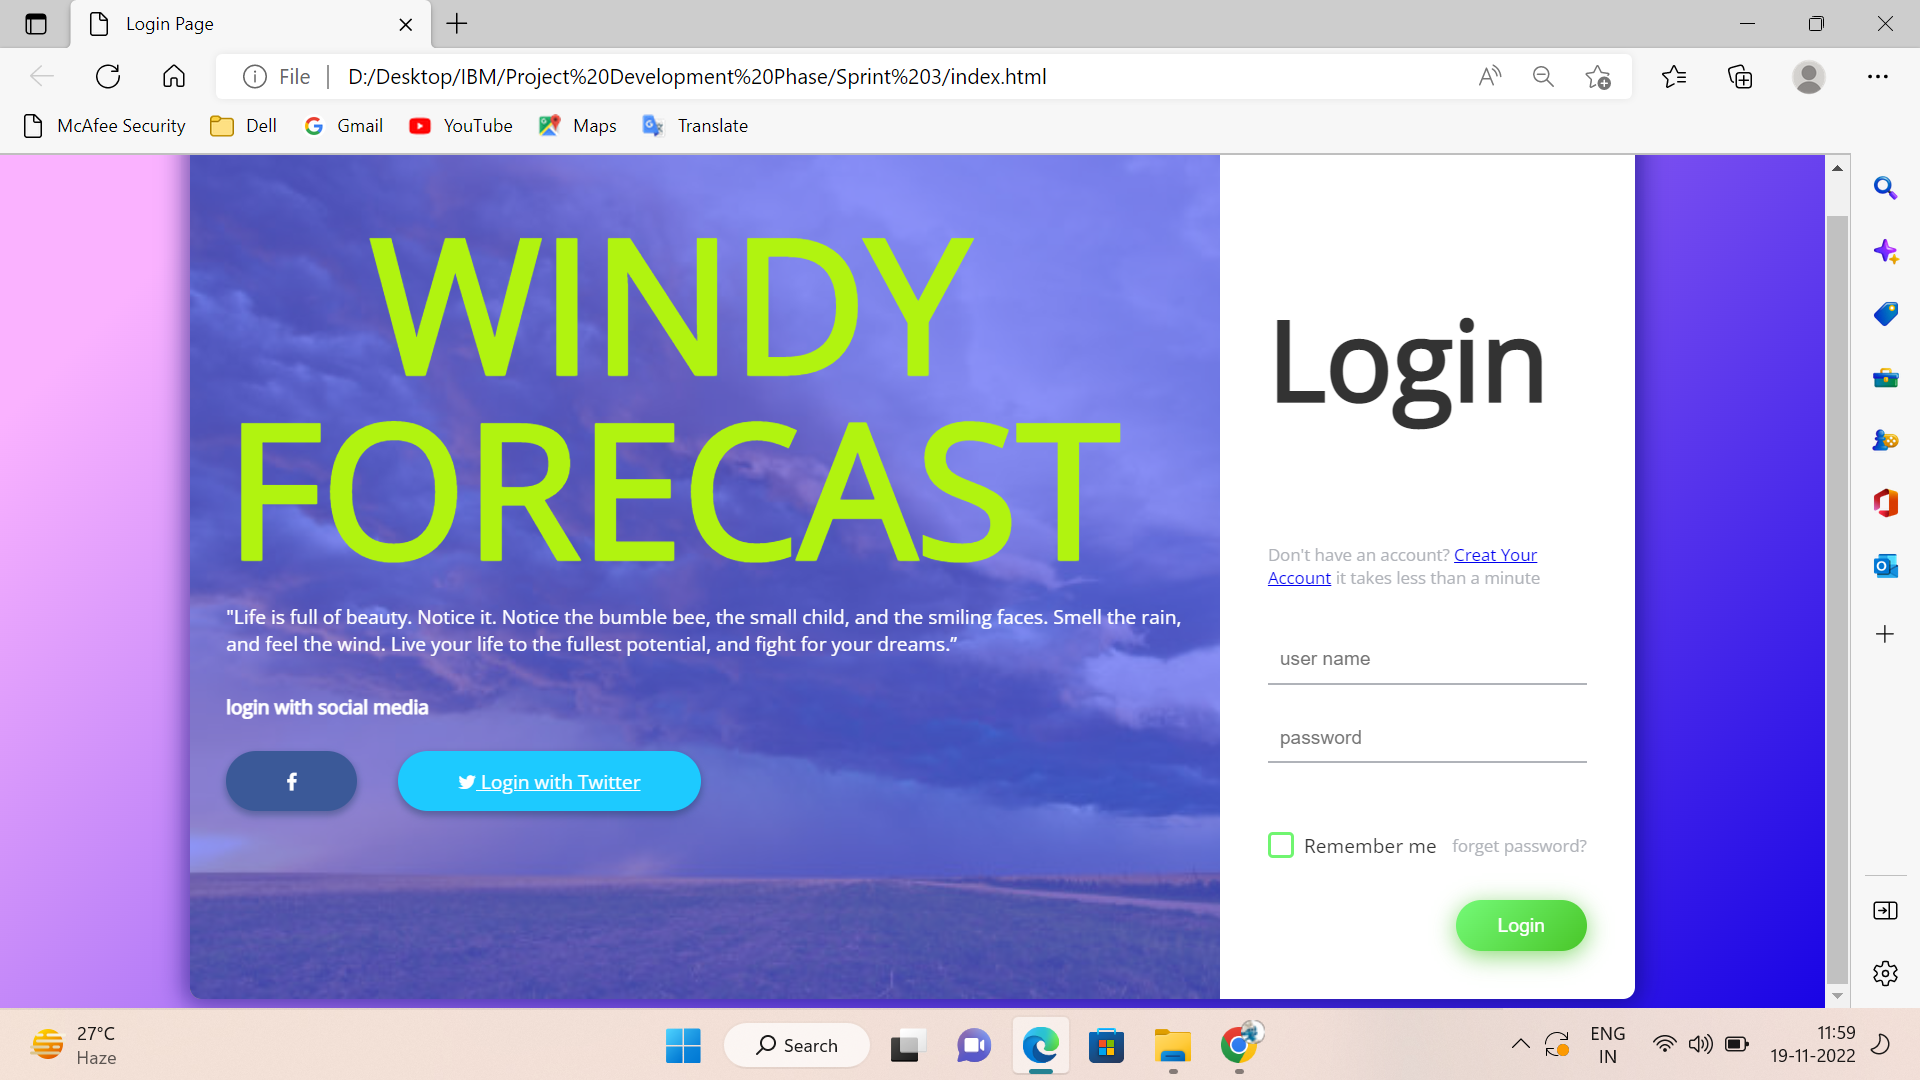 Login Page
File
D:/Desktop/IBM/Project%20Development%20Phase/Sprint%203/index.html
McAfee Security
Dell
Gmail
YouTube
Maps
Translate
WINDY
FORECAST
"Life is full of beauty. Notice it. Notice the bumble bee, the small child, and the smiling faces. Smell the rain,
and feel the wind. Live your life to the fullest potential, and fight for your dreams.”
login with social media
Login with Twitter
Login
Don't have an account? Creat Your
Account it takes less than a minute
user name
password
Remember me forget password?
Login
27°C
Haze
Search
ENG
IN
11:59
19-11-2022